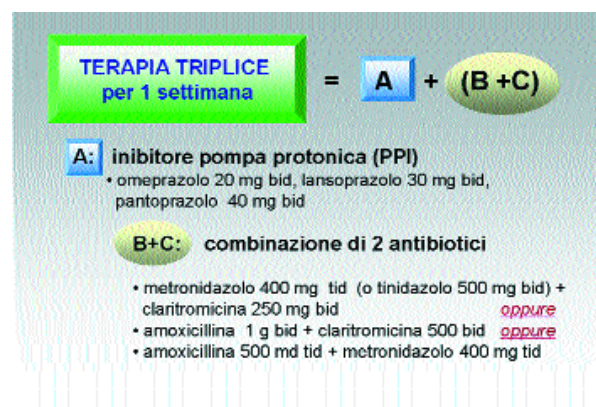 TERAPIA TRIPLICE
per 1 settimana
= A + (B +C)
A: inibitore pompa protonica (PPI)
• omeprazolo 20 mg bid, lansoprazolo 30 mg bid,
pantoprazolo 40 mg bid
B+C: combinazione di 2 antibiotici
• metronidazolo 400 mg tid (o tinidazolo 500 mg bid) +
claritromicina 250 mg bid oppure
• amoxicillina 1 g bid + claritromicina 500 bid oppure
• amoxicillina 500 md tid + metronidazolo 400 mg tid